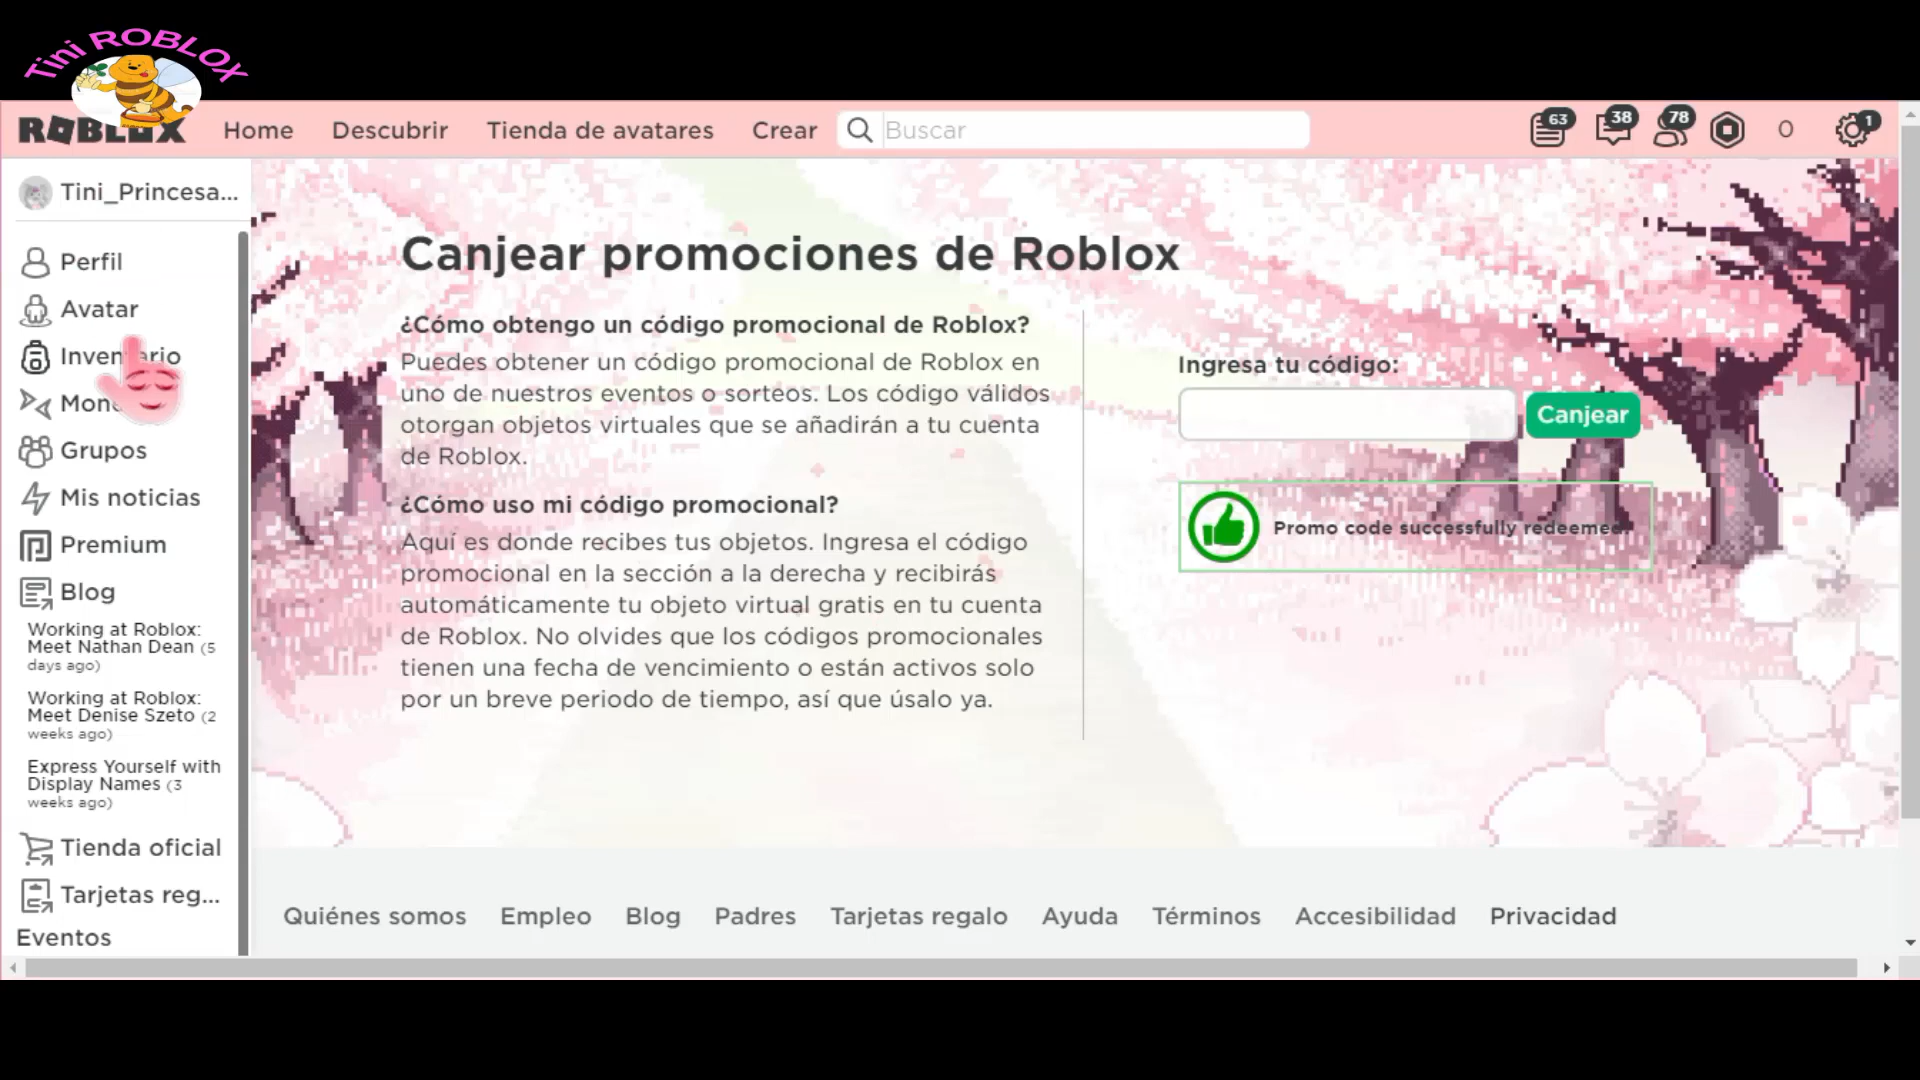 Tini ROBLOX
ROBLOX
Home
Descubrir
Tienda de avatares
Crear
Buscar
63
38
78
0
1
Tini_Princesa...
Perfil
Avatar
Inventario
Grupos
Mis noticias
Premium
Blog
Working at Roblox:
Meet Nathan Dean (5
days ago)
Working at Roblox:
Meet Denise Szeto (2
weeks ago)
Express Yourself with
Display Names (3
weeks ago)
Tienda oficial
Tarjetas reg...
Eventos
Canjear promociones de Roblox
¿Cómo obtengo un código promocional de Roblox?
Puedes obtener un código promocional de Roblox en
uno de nuestros eventos o sorteos. Los código válidos
otorgan objetos virtuales que se añadirán a tu cuenta
de Roblox.
¿Cómo uso mi código promocional?
Aquí es donde recibes tus objetos. Ingresa el código
promocional en la sección a la derecha y recibirás
automáticamente tu objeto virtual gratis en tu cuenta
de Roblox. No olvides que los códigos promocionales
tienen una fecha de vencimiento o están activos solo
por un breve periodo de tiempo, así que úsalo ya.
Ingresa tu código:
Canjear
Promo code successfully redeemed.
Quiénes somos
Empleo
Blog
Padres
Tarjetas regalo
Ayuda
Términos
Accesibilidad
Privacidad